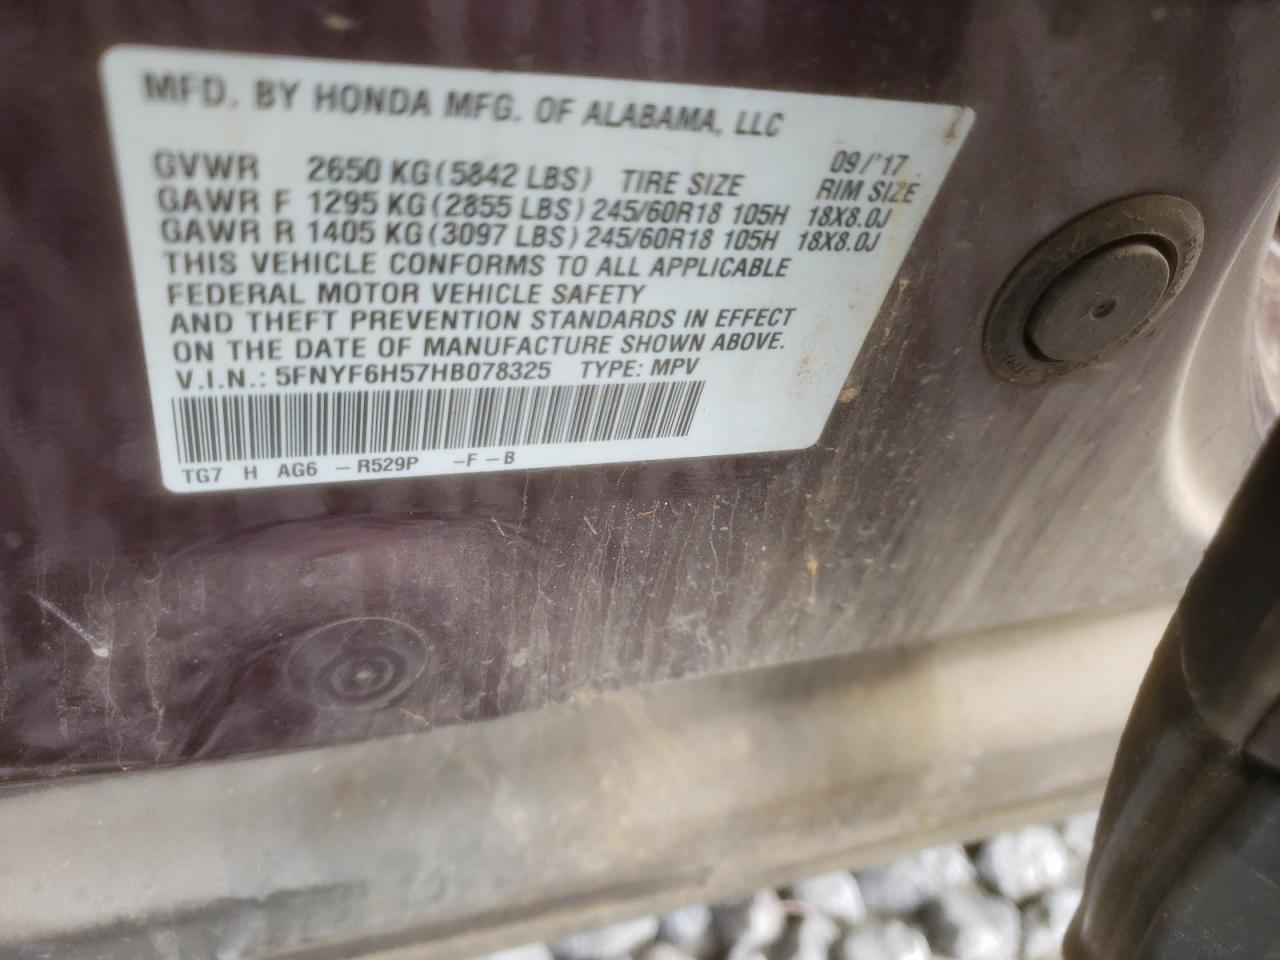 MFD. BY HONDA MFG. OF ALABAMA, LLC
09/'17
GVWR 2650 KG (5842 LBS) TIRE SIZE RIM SIZE
GAWR F 1295 KG (2855 LBS) 245/60R18 105H 18X8.0J
GAWR R 1405 KG (3097 LBS) 245/60R18 105H 18X8.0J
THIS VEHICLE CONFORMS TO ALL APPLICABLE
FEDERAL MOTOR VEHICLE SAFETY
AND THEFT PREVENTION STANDARDS IN EFFECT
ON THE DATE OF MANUFACTURE SHOWN ABOVE.
V.I.N.: 5FNYF6H57HB078325 TYPE: MPV
TG7 H AG6 -R529P -F-B